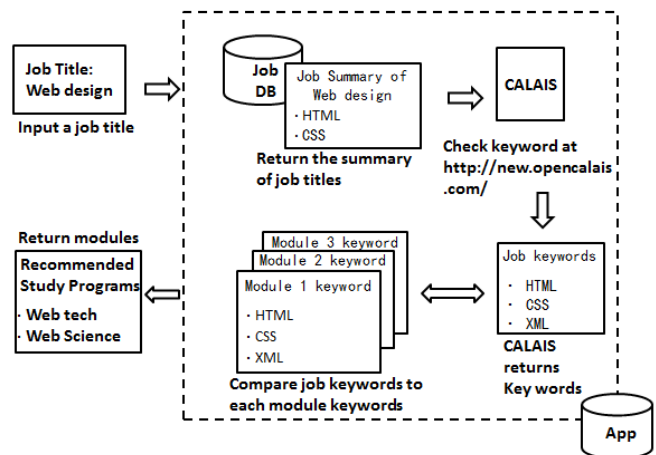 Job Title:
Web design
Input a job title
Job
DB
Job Summary of
Web design
· HTML
· CSS
Return the summary
of job titles
CALAIS
Check keyword at
http://new.opencalais
.com/
Job keywords
· HTML
· CSS
· XML
CALAIS
returns
Key words
Module 3 keyword
Module 2 keyword
Module 1 keyword
· HTML
· CSS
· XML
Compare job keywords to
each module keywords
Return modules
Recommended
Study Programs
· Web tech
· Web Science
App